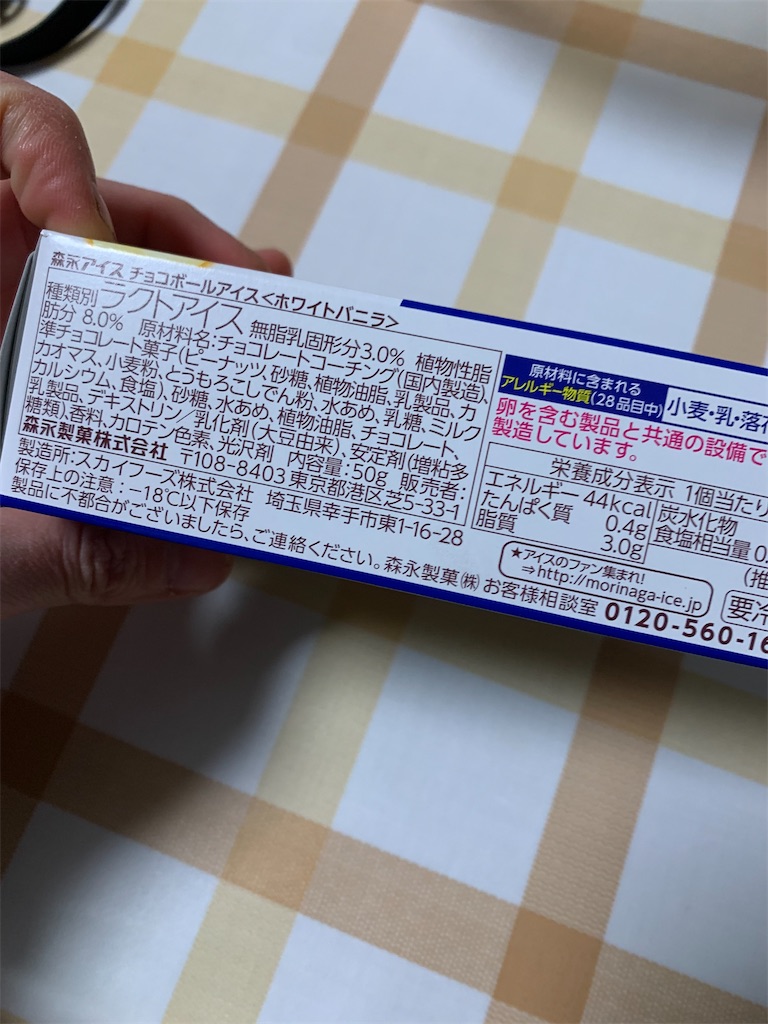 森永アイス チョコボールアイス<ホワイトバニラ>
種類別 ラクトアイス 無脂乳固形分3.0% 植物性脂
肪分 8.0% 原材料名:チョコレートコーチング(国内製造)、
準チョコレート菓子(ピーナッツ、砂糖、植物油脂、乳製品、カ
カオマス、小麦粉、とうもろこしでん粉、水あめ、乳糖、ミルク
カルシウム、食塩)、砂糖、水あめ、植物油脂、チョコレート、
乳製品、デキストリン/乳化剤(大豆由来)、安定剤(増粘多
糖類)、香料、カロテン色素、光沢剤 内容量:50g 販売者:
森永製菓株式会社 〒108-8403 東京都港区芝5-33-1
製造所:スカイフーズ株式会社 埼玉県幸手市東1-16-28
保存上の注意:-18℃以下保存
製品に不都合がございましたら、ご連絡ください。森永製菓㈱お客様相談室 0120-560-16
原材料に含まれる
アレルギー物質(28品目中)
小麦・乳・落花
卵を含む製品と共通の設備で
製造しています。
栄養成分表示 1個当たり
エネルギー 44kcal
たんぱく質 0.4g
脂質 3.0g
炭水化物
食塩相当量 0.
(推
★アイスのファン集まれ!
⇒http://morinaga-ice.jp/
要冷